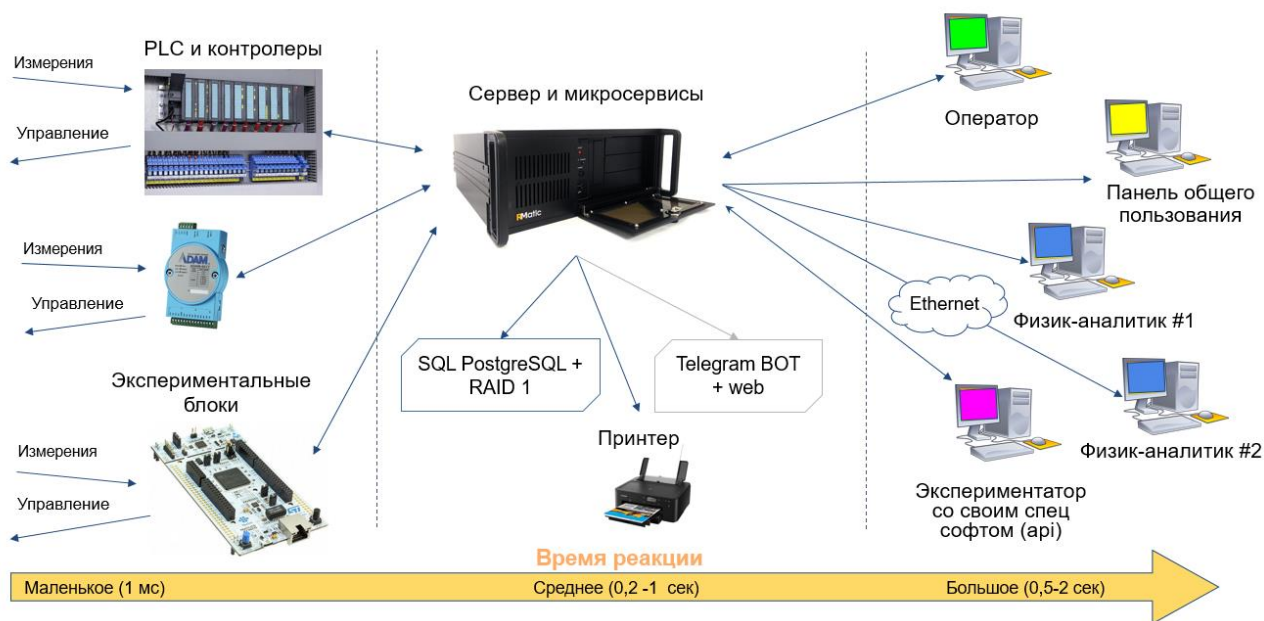 PLC и контролеры
Измерения
Управление
Измерения
ADAM
Управление
Экспериментальные
блоки
Измерения
Управление
Сервер и микросервисы
Matic
SQL PostgreSQL +
RAID 1
Telegram BOT
+ web
Принтер
Оператор
Панель общего
пользования
Ethernet
Физик-аналитик #1
Физик-аналитик #2
Экспериментатор
со своим спец
софтом (api)
Время реакции
Маленькое (1 мс)
Среднее (0,2 -1 сек)
Большое (0,5-2 сек)